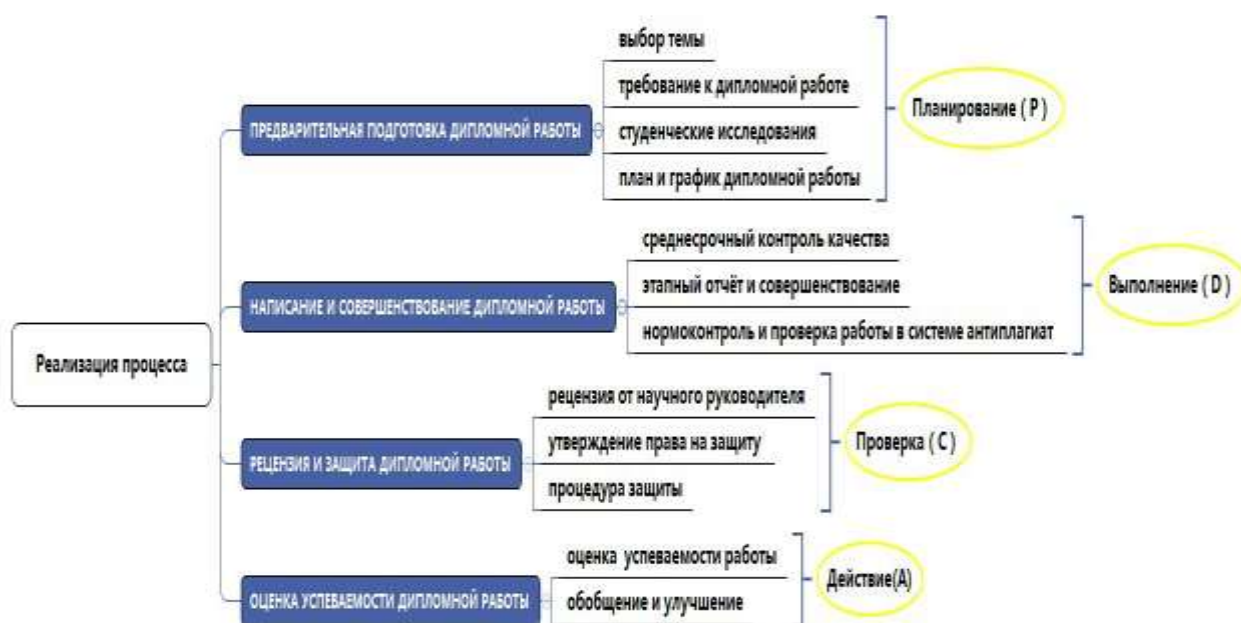 Реализация процесса
ПРЕДВАРИТЕЛЬНАЯ ПОДГОТОВКА ДИПЛОМНОЙ РАБОТЫ
выбор темы
требование к дипломной работе
студенческие исследования
план и график дипломной работы
Планирование ( P )
НАПИСАНИЕ И СОВЕРШЕНСТВОВАНИЕ ДИПЛОМНОЙ РАБОТЫ
среднесрочный контроль качества
этапный отчёт и совершенствование
нормоконтроль и проверка работы в системе антиплагиат
Выполнение ( D )
РЕЦЕНЗИЯ И ЗАЩИТА ДИПЛОМНОЙ РАБОТЫ
рецензия от научного руководителя
утверждение права на защиту
процедура защиты
Проверка ( C )
ОЦЕНКА УСПЕВАЕМОСТИ ДИПЛОМНОЙ РАБОТЫ
оценка успеваемости работы
обобщение и улучшение
Действие(A)